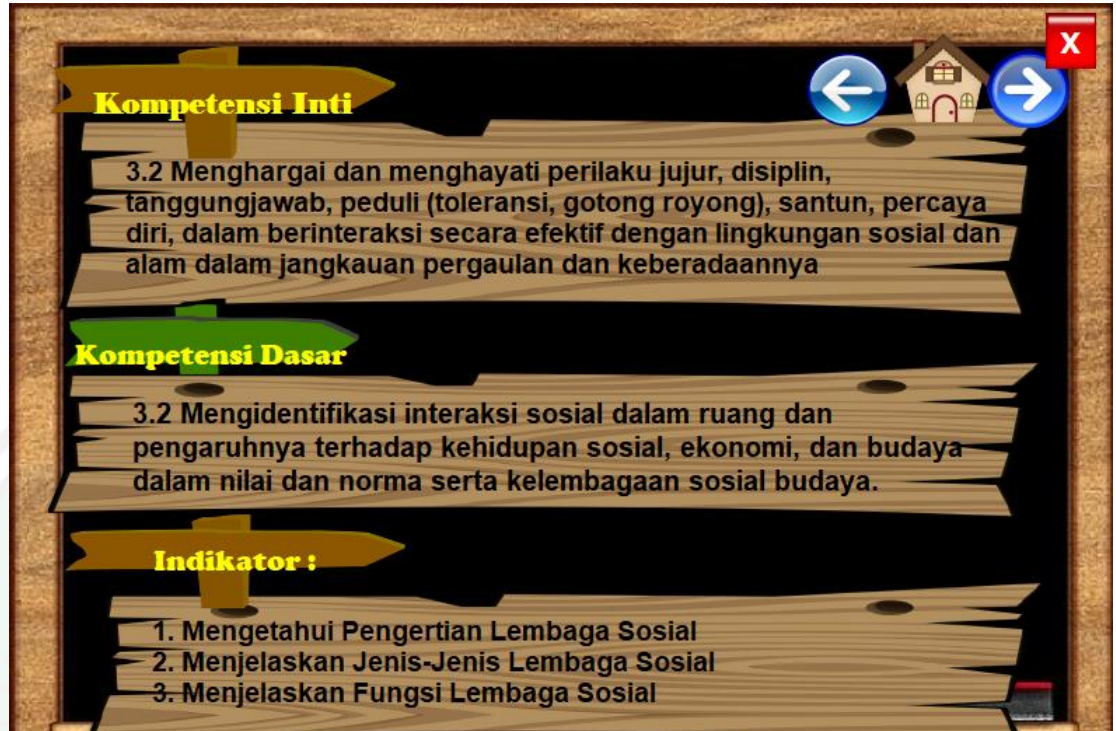 X
Kompetensi Inti
3.2 Menghargai dan menghayati perilaku jujur, disiplin,
tanggungjawab, peduli (toleransi, gotong royong), santun, percaya
diri, dalam berinteraksi secara efektif dengan lingkungan sosial dan
alam dalam jangkauan pergaulan dan keberadaannya
Kompetensi Dasar
3.2 Mengidentifikasi interaksi sosial dalam ruang dan
pengaruhnya terhadap kehidupan sosial, ekonomi, dan budaya
dalam nilai dan norma serta kelembagaan sosial budaya.
Indikator :
1. Mengetahui Pengertian Lembaga Sosial
2. Menjelaskan Jenis-Jenis Lembaga Sosial
3. Menjelaskan Fungsi Lembaga Sosial